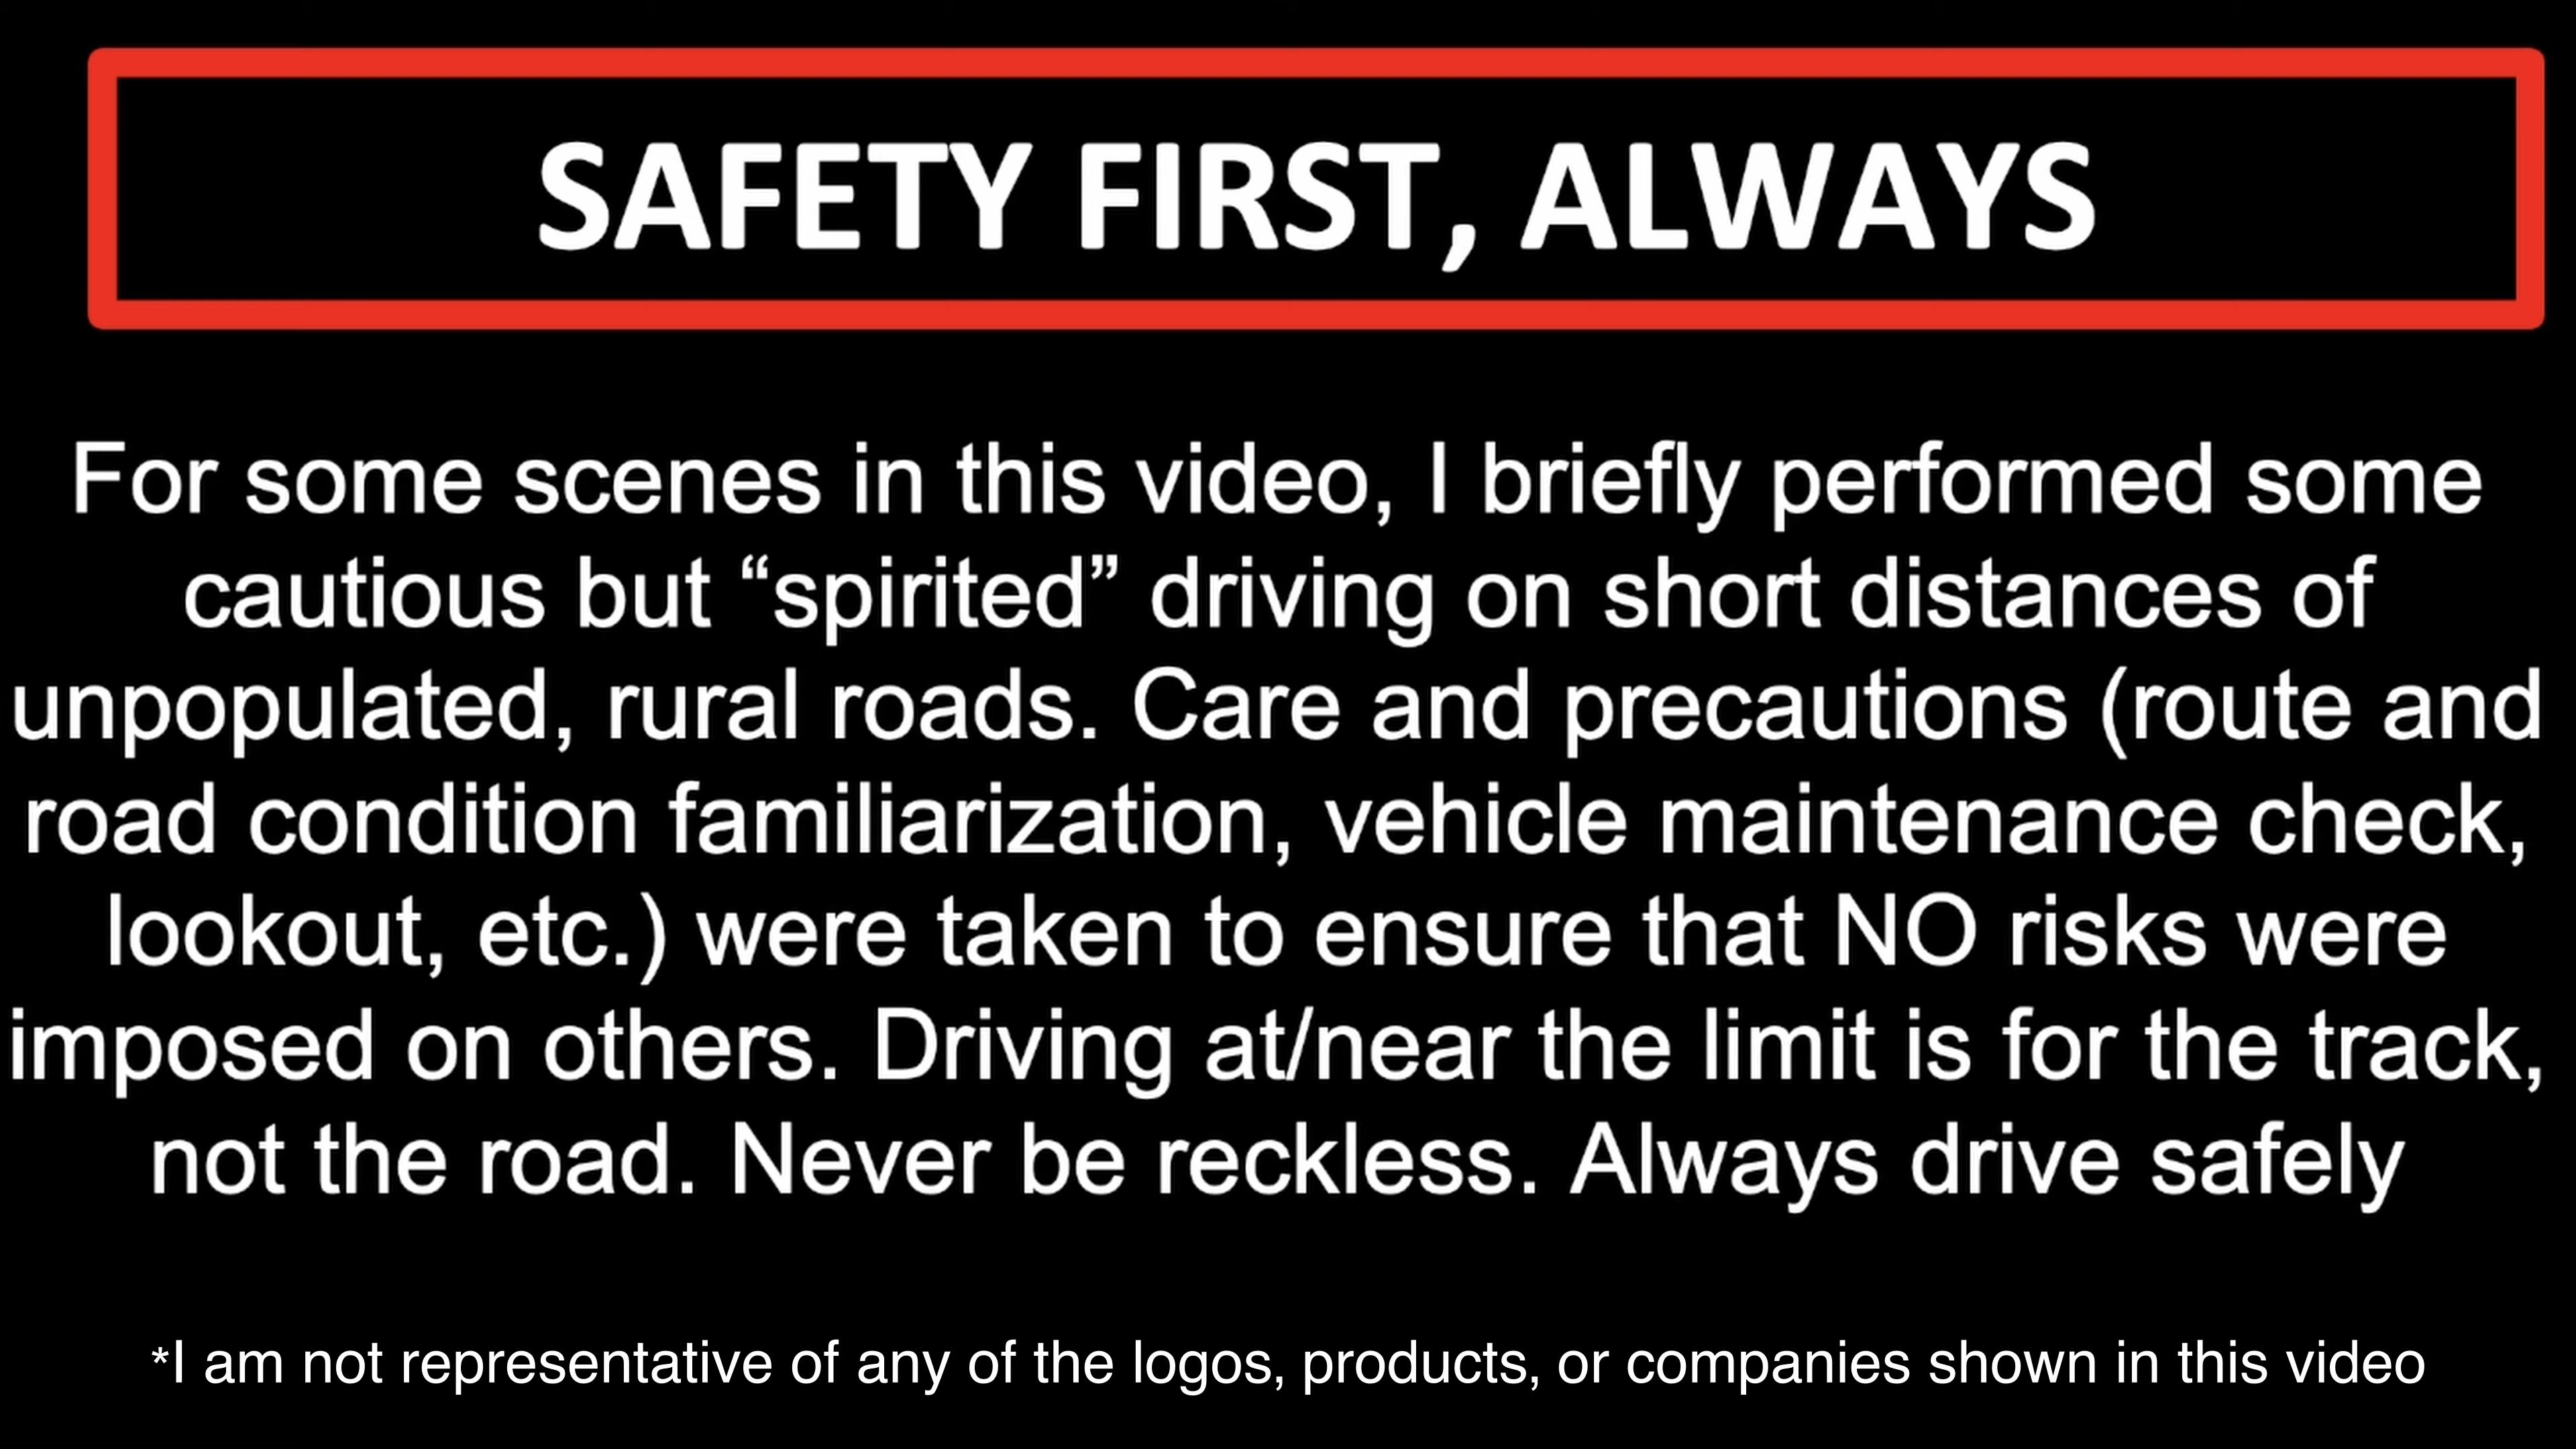 SAFETY FIRST, ALWAYS
For some scenes in this video, I briefly performed some
cautious but “spirited” driving on short distances of
unpopulated, rural roads. Care and precautions (route and
road condition familiarization, vehicle maintenance check,
lookout, etc.) were taken to ensure that NO risks were
imposed on others. Driving at/near the limit is for the track,
not the road. Never be reckless. Always drive safely
*I am not representative of any of the logos, products, or companies shown in this video